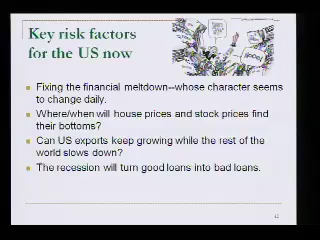 Key risk factors
for the US now
Fixing the financial meltdown--whose character seems
to change daily.
Where/when will house prices and stock prices find
their bottoms?
Can US exports keep growing while the rest of the
world slows down?
The recession will turn good loans into bad loans.